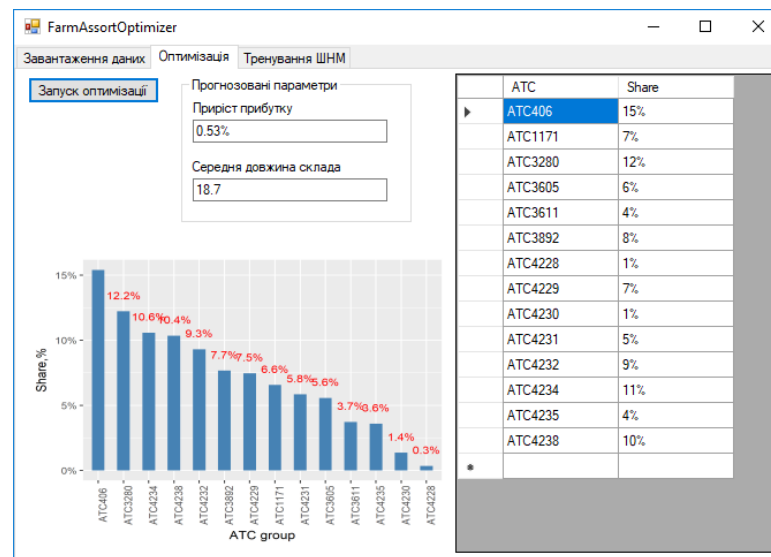 FarmAssortOptimizer
Завантаження даних Оптимізація Тренування ШНМ
Запуск оптимізації
Прогнозовані параметри
Приріст прибутку
0.53%
Середня довжина склада
18.7
ATC Share
ATC406 15%
ATC1171 7%
ATC3280 12%
ATC3605 6%
ATC3611 4%
ATC3892 8%
ATC4228 1%
ATC4229 7%
ATC4230 1%
ATC4231 5%
ATC4232 9%
ATC4234 11%
ATC4235 4%
ATC4238 10%
Share,%
15%
10%
5%
0%
12.2%
10.6%
10.4%
9.3%
7.7%
7.5%
6.6%
5.8%
5.6%
3.7%
3.6%
1.4%
0.3%
ATC406
ATC3280
ATC4234
ATC4238
ATC4232
ATC3892
ATC4229
ATC1171
ATC4231
ATC3605
ATC3611
ATC4235
ATC4230
ATC4228
ATC group